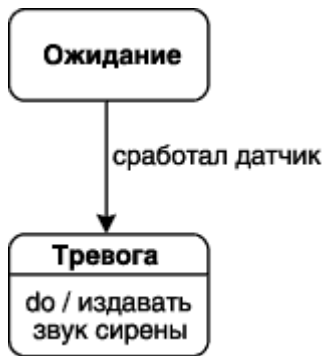 Ожидание
сработал датчик
Тревога
do / издавать
звук сирены